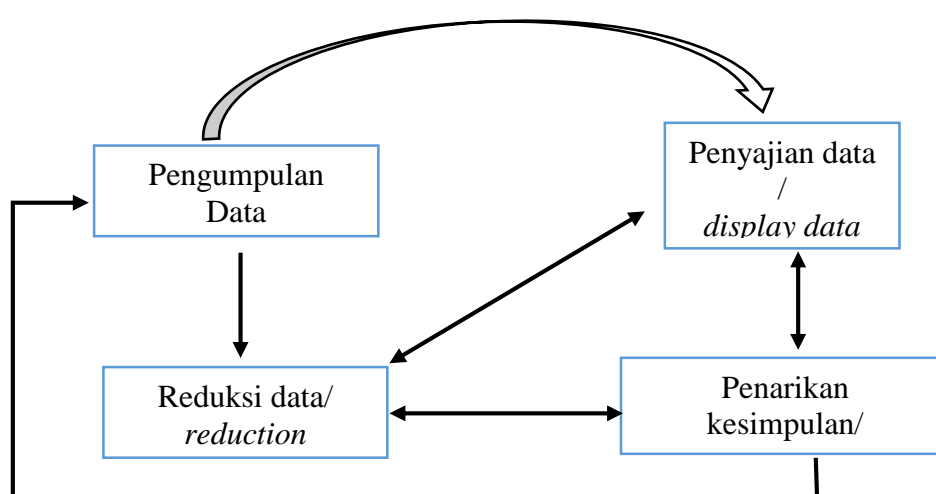 Pengumpulan
Data
Penyajian data
/
display data
Reduksi data/
reduction
Penarikan
kesimpulan/